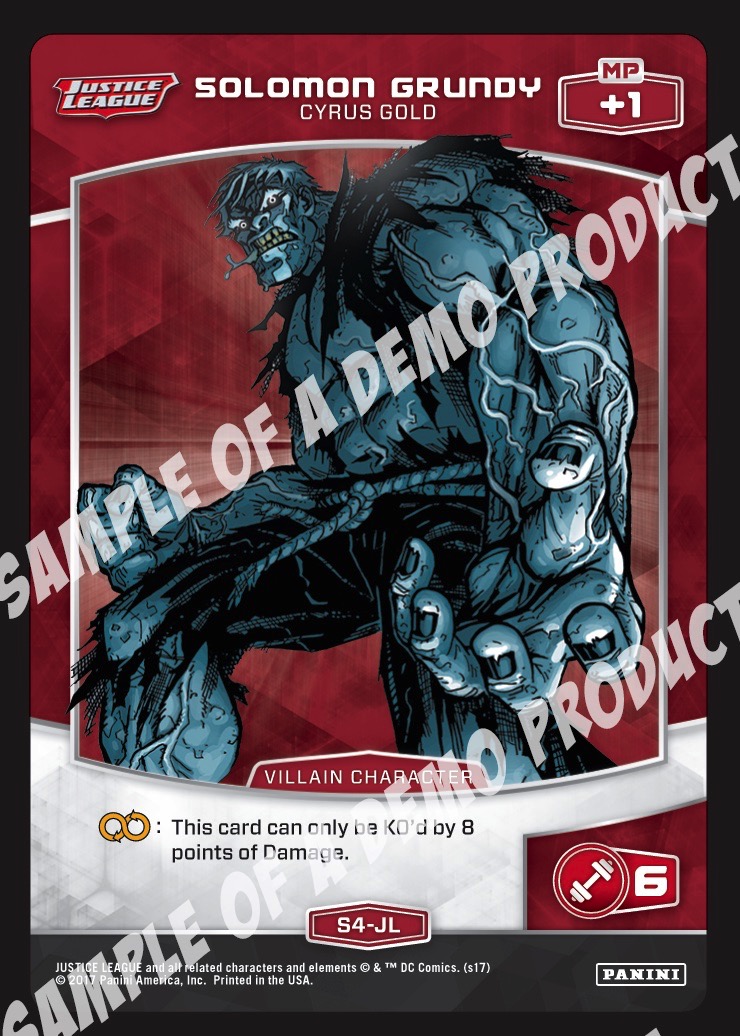 JUSTICE
LEAGUE
SOLOMON GRUNDY
CYRUS GOLD
MP
+1
SAMPLE OF A DEMO PRODUCT
VILLAIN CHARACTER
: This card can only be KO'd by 8
points of Damage.
6
SAMPLE OF A DEMO PRODUCT
S4-JL
JUSTICE LEAGUE and all related characters and elements © & ™ DC Comics. (s17)
© 2017 Panini America, Inc. Printed in the USA.
PANINI